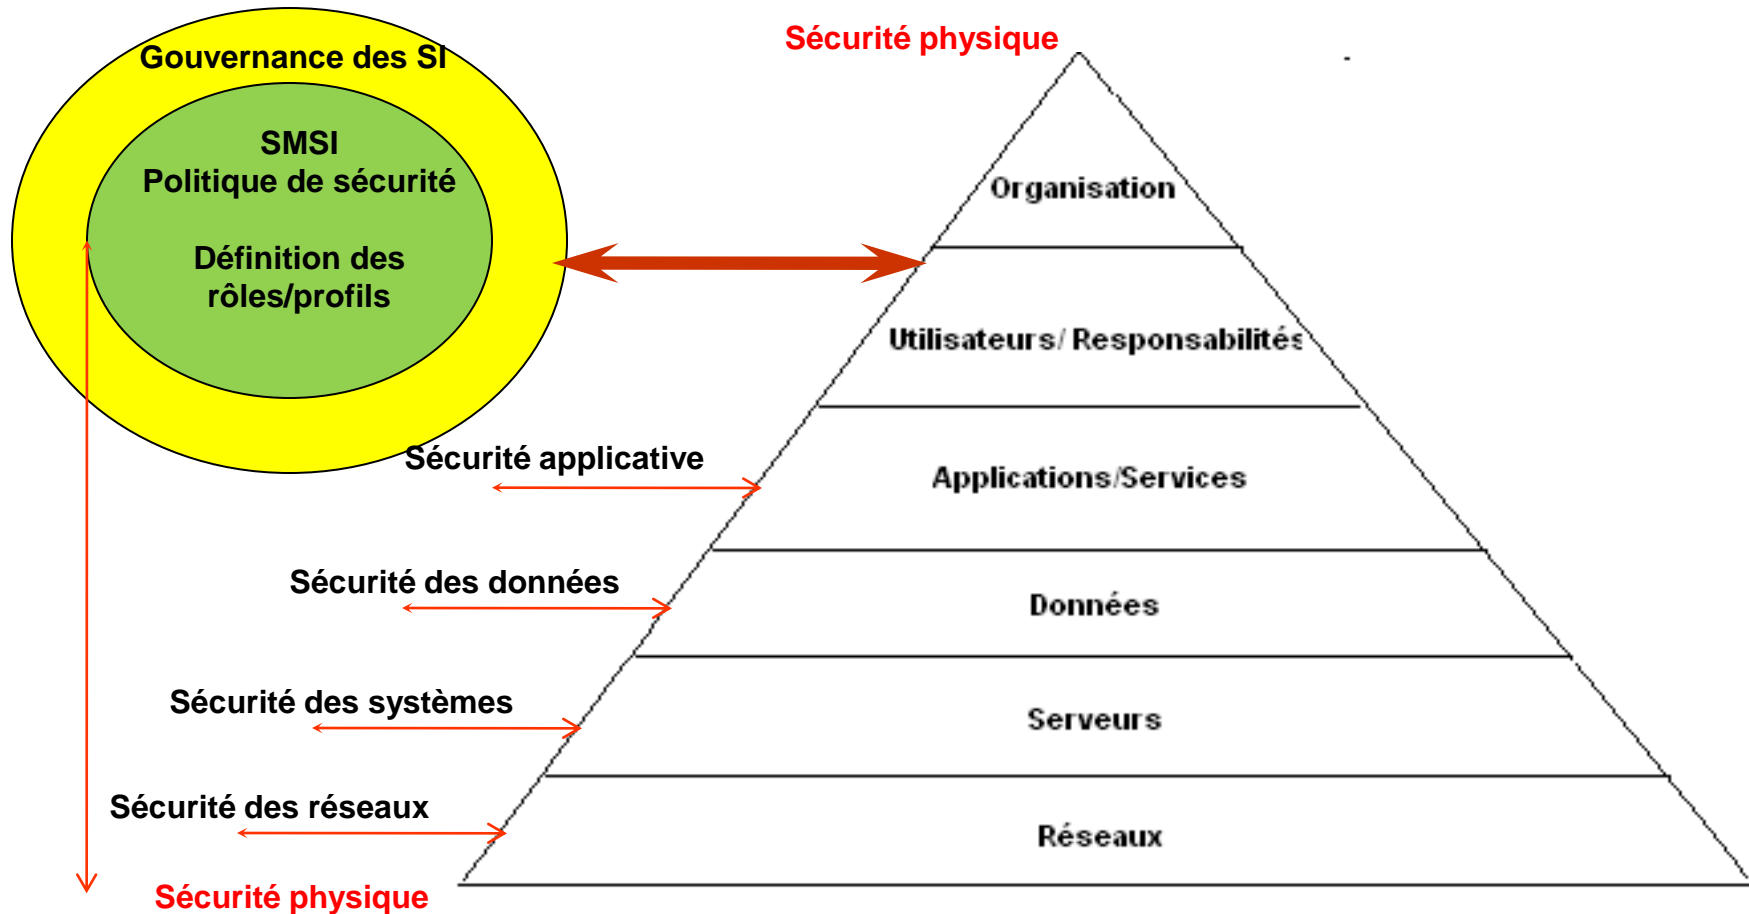 Sécurité physique
Gouvernance des SI
SMSI
Politique de sécurité
Définition des
rôles/profils
Organisation
Utilisateurs/ Responsabilités
Sécurité applicative
Applications/Services
Sécurité des données
Données
Sécurité des systèmes
Serveurs
Sécurité des réseaux
Réseaux
Sécurité physique